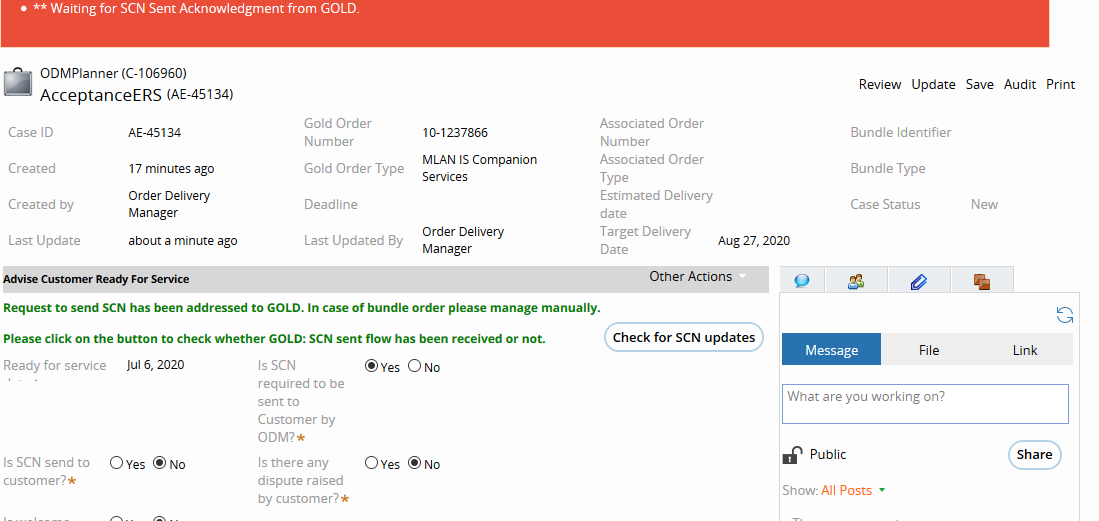 ** Waiting for SCN Sent Acknowledgment from GOLD.
ODMPlanner (C-106960)
AcceptanceERS (AE-45134)
Review Update Save Audit Print
Case ID AE-45134 Gold Order Number 10-1237866 Associated Order Number Bundle Identifier
Created 17 minutes ago Gold Order Type MLAN IS Companion Services Associated Order Type Bundle Type
Created by Order Delivery Manager Deadline Estimated Delivery date Case Status New
Last Update about a minute ago Last Updated By Order Delivery Manager Target Delivery Date Aug 27, 2020
Advise Customer Ready For Service Other Actions
Request to send SCN has been addressed to GOLD. In case of bundle order please manage manually.
Please click on the button to check whether GOLD: SCN sent flow has been received or not. Check for SCN updates
Ready for service Jul 6, 2020
Is SCN required to be sent to Customer by ODM?* Yes No
Is SCN send to customer?* Yes No
Is there any dispute raised by customer?* Yes No
Message File Link
What are you working on?
Public Share
Show: All Posts